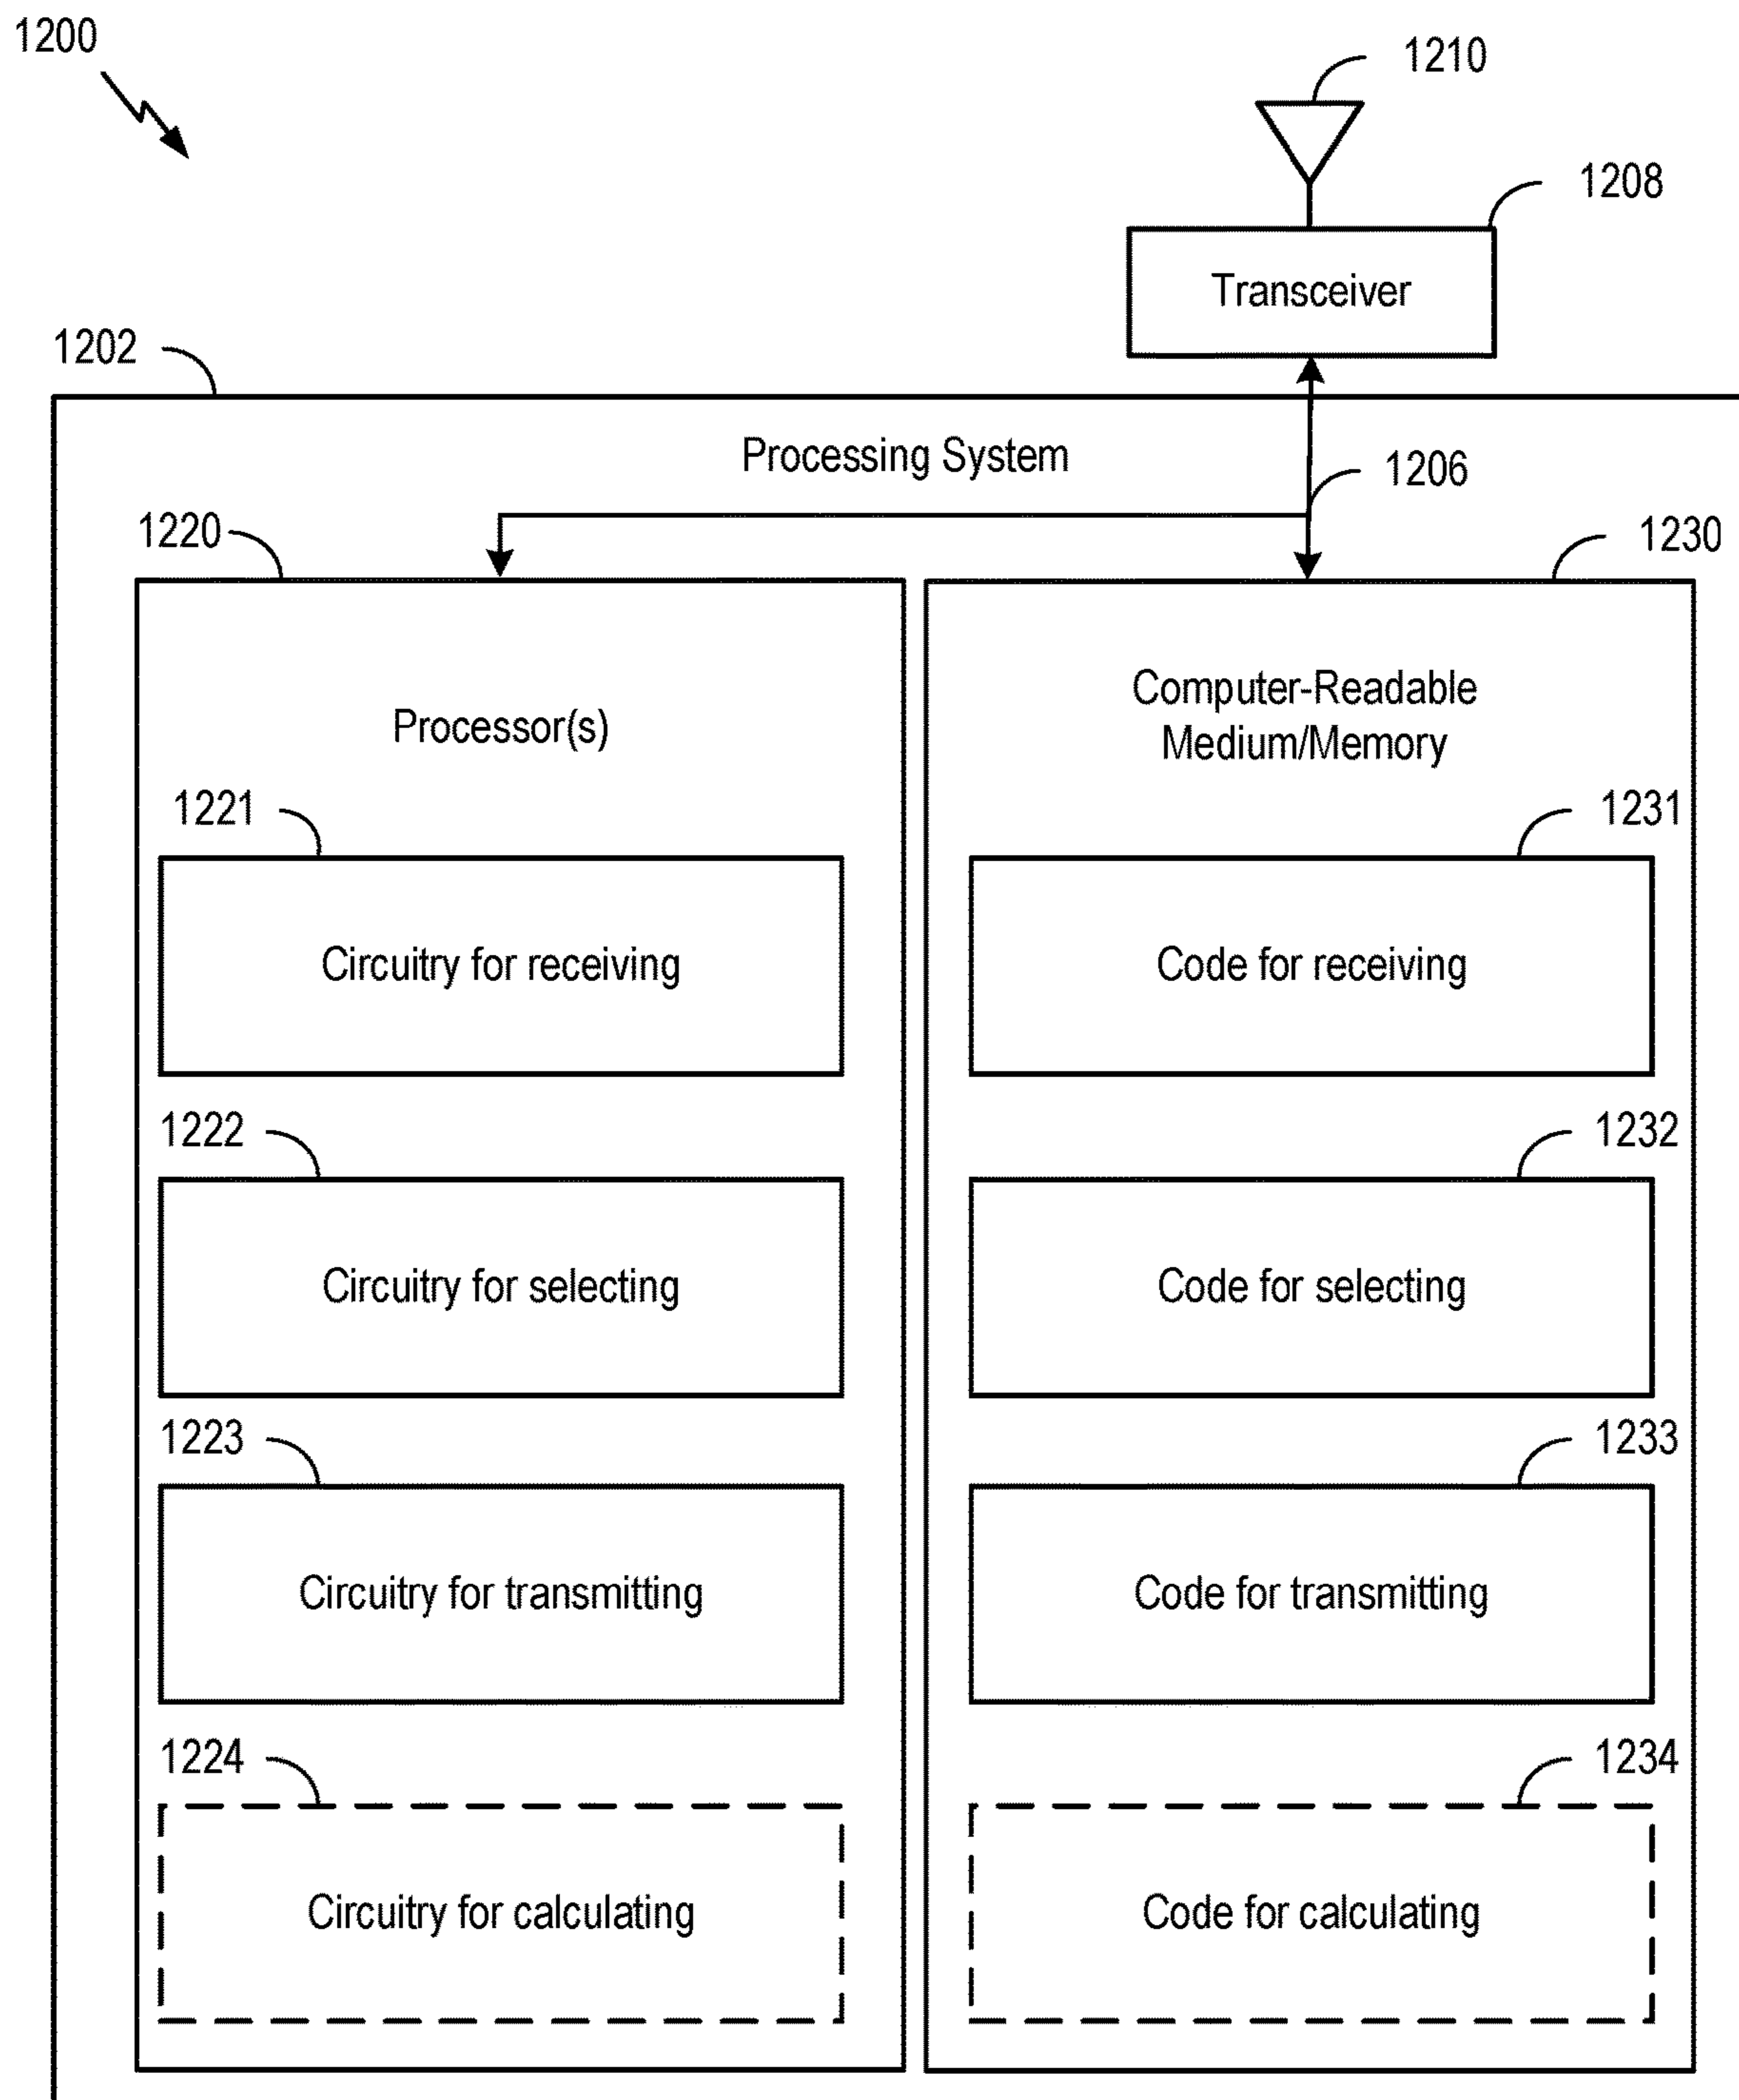 1200
1210
1208
Transceiver
1202
Processing System
1206
1220
1230
Processor(s)
Computer-Readable
Medium/Memory
1221
1231
Circuitry for receiving
Code for receiving
1222
1232
Circuitry for selecting
Code for selecting
1223
1233
Circuitry for transmitting
Code for transmitting
1224
1234
Circuitry for calculating
Code for calculating